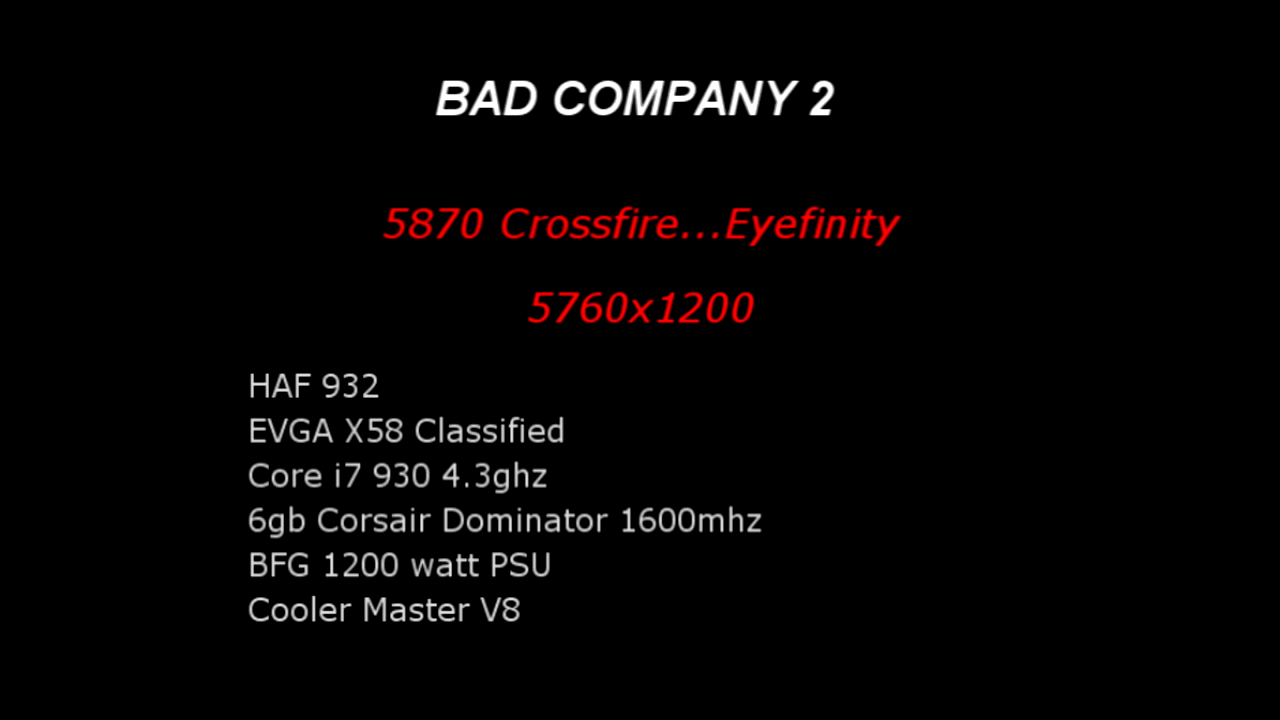 BAD COMPANY 2
5870 Crossfire...Eyefinity
5760x1200
HAF 932
EVGA X58 Classified
Core i7 930 4.3ghz
6gb Corsair Dominator 1600mhz
BFG 1200 watt PSU
Cooler Master V8